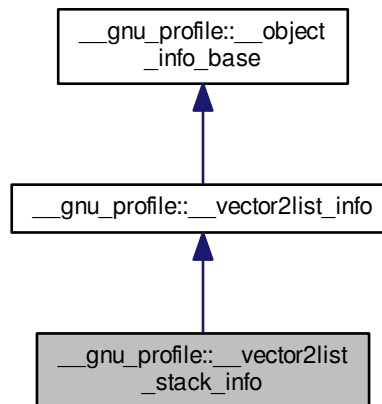 __gnu_profile::__object
_info_base
__gnu_profile::__vector2list_info
__gnu_profile::__vector2list
_stack_info